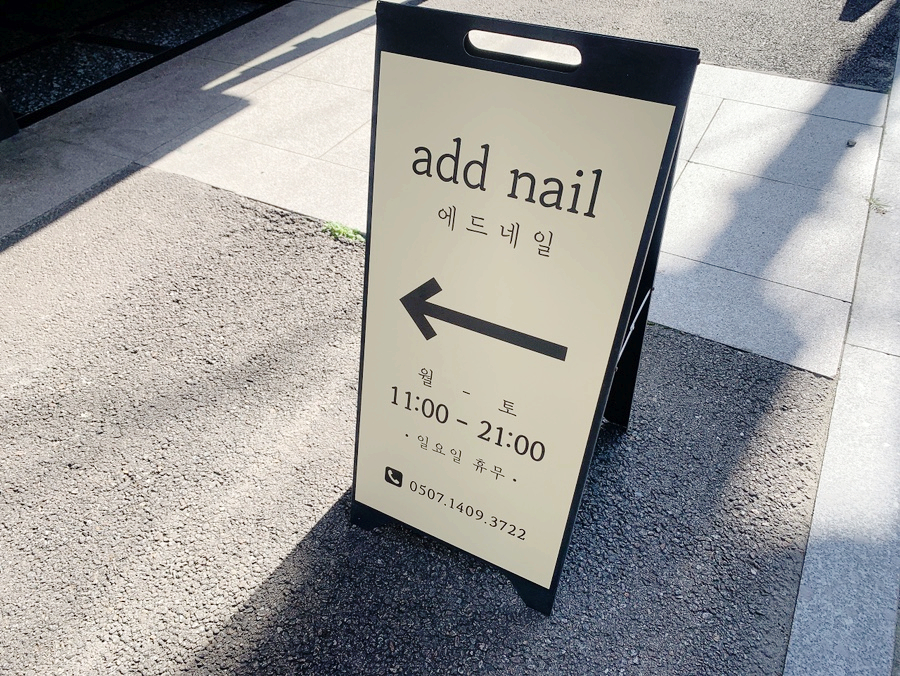 add nail
에드네일
월 - 토
11:00 - 21:00
· 일요일 휴무 ·
0507.1409.3722